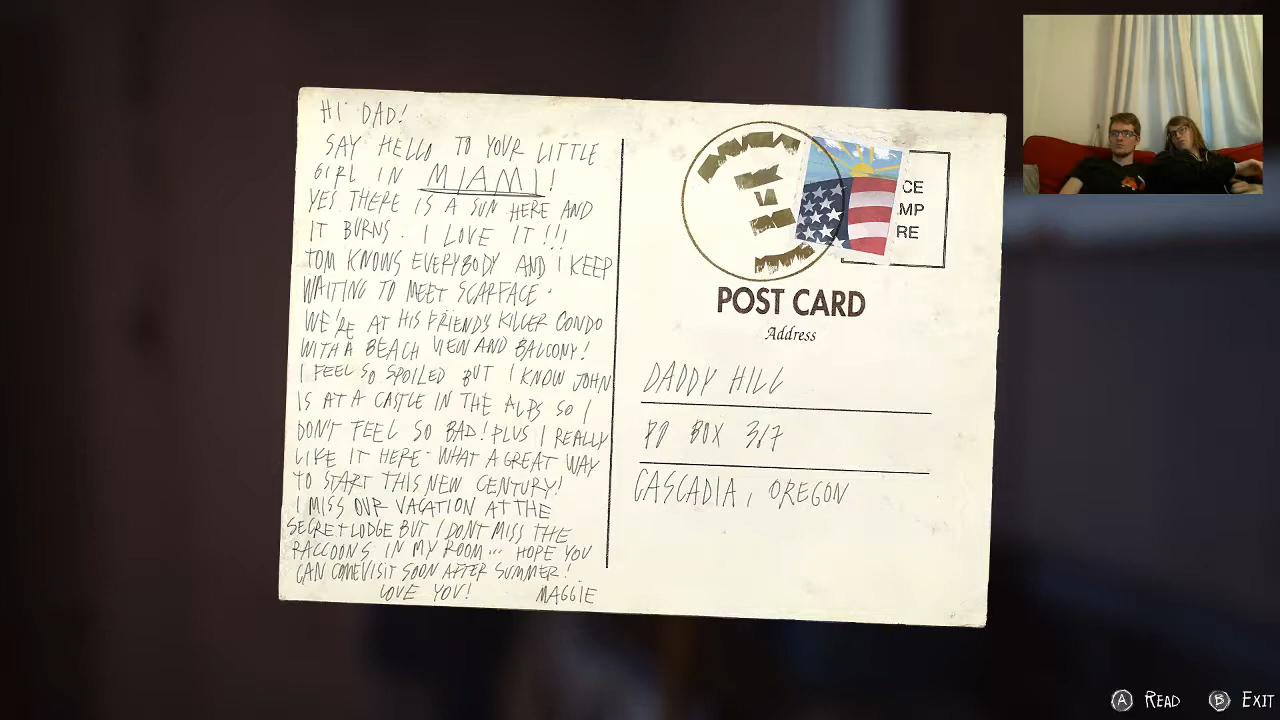 HI DAD!
SAY HELLO TO YOUR LITTLE
GIRL IN MIAMI!
YES THERE IS A SUN HERE AND
IT BURNS. I LOVE IT!!!
TOM KNOWS EVERYBODY AND I KEEP
WAITING TO MEET SCARFACE.
WE'RE AT HIS FRIENDS KILLER CONDO
WITH A BEACH VIEW AND BALCONY!
I FEEL SO SPOILED BUT I KNOW JOHN
IS AT A CASTLE IN THE ALPS SO I
DON'T FEEL SO BAD! PLUS I REALLY
LIKE IT HERE. WHAT A GREAT WAY
TO START THIS NEW CENTURY!
I MISS OUR VACATION AT THE
SECRET LODGE BUT I DONT MISS THE
RACCOONS IN MY ROOM... HOPE YOU
CAN COME VISIT SOON AFTER SUMMER!
LOVE YOU! MAGGIE
CE
MP
RE
POST CARD
Address
DADDY HILL
PO BOX 367
CASCADIA, OREGON
A READ B EXIT